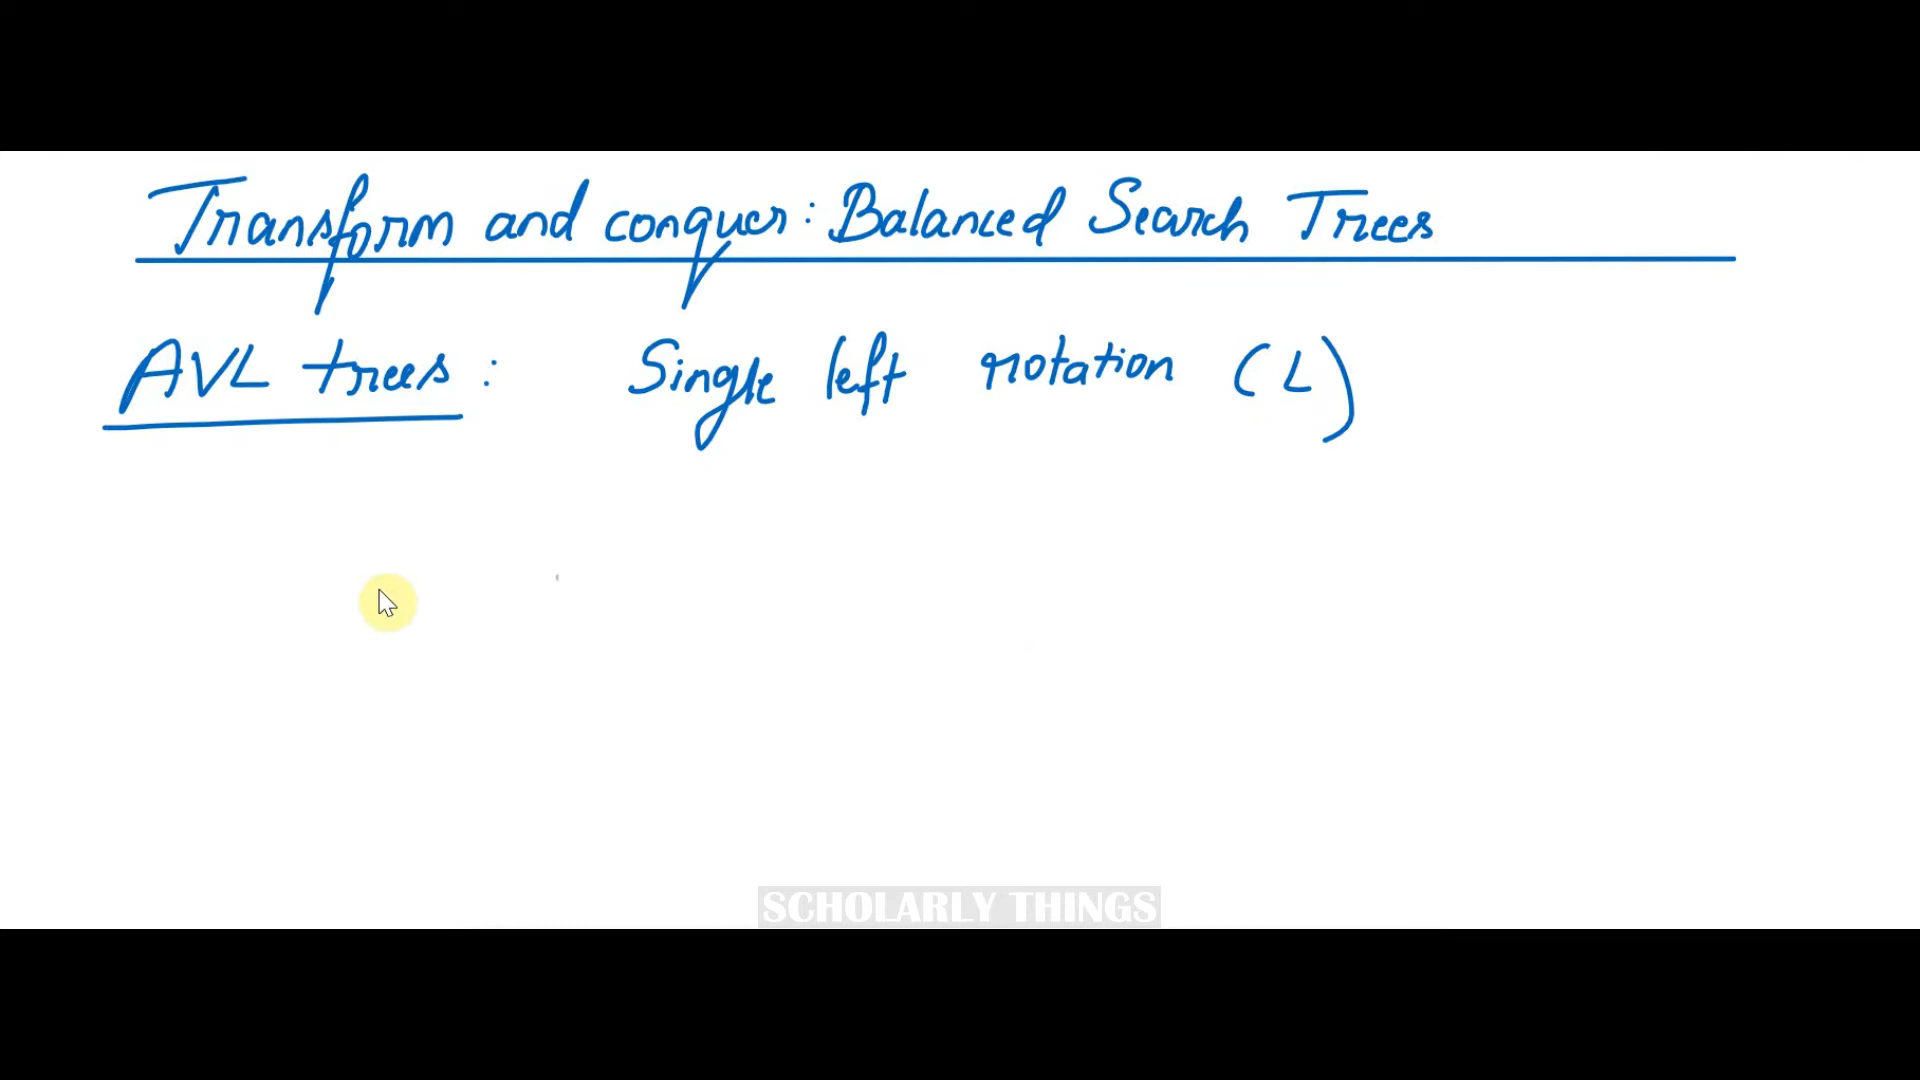 Transform and conquer: Balanced Search Trees
AVL trees: Single left rotation (L)
SCHOLARLY THINGS